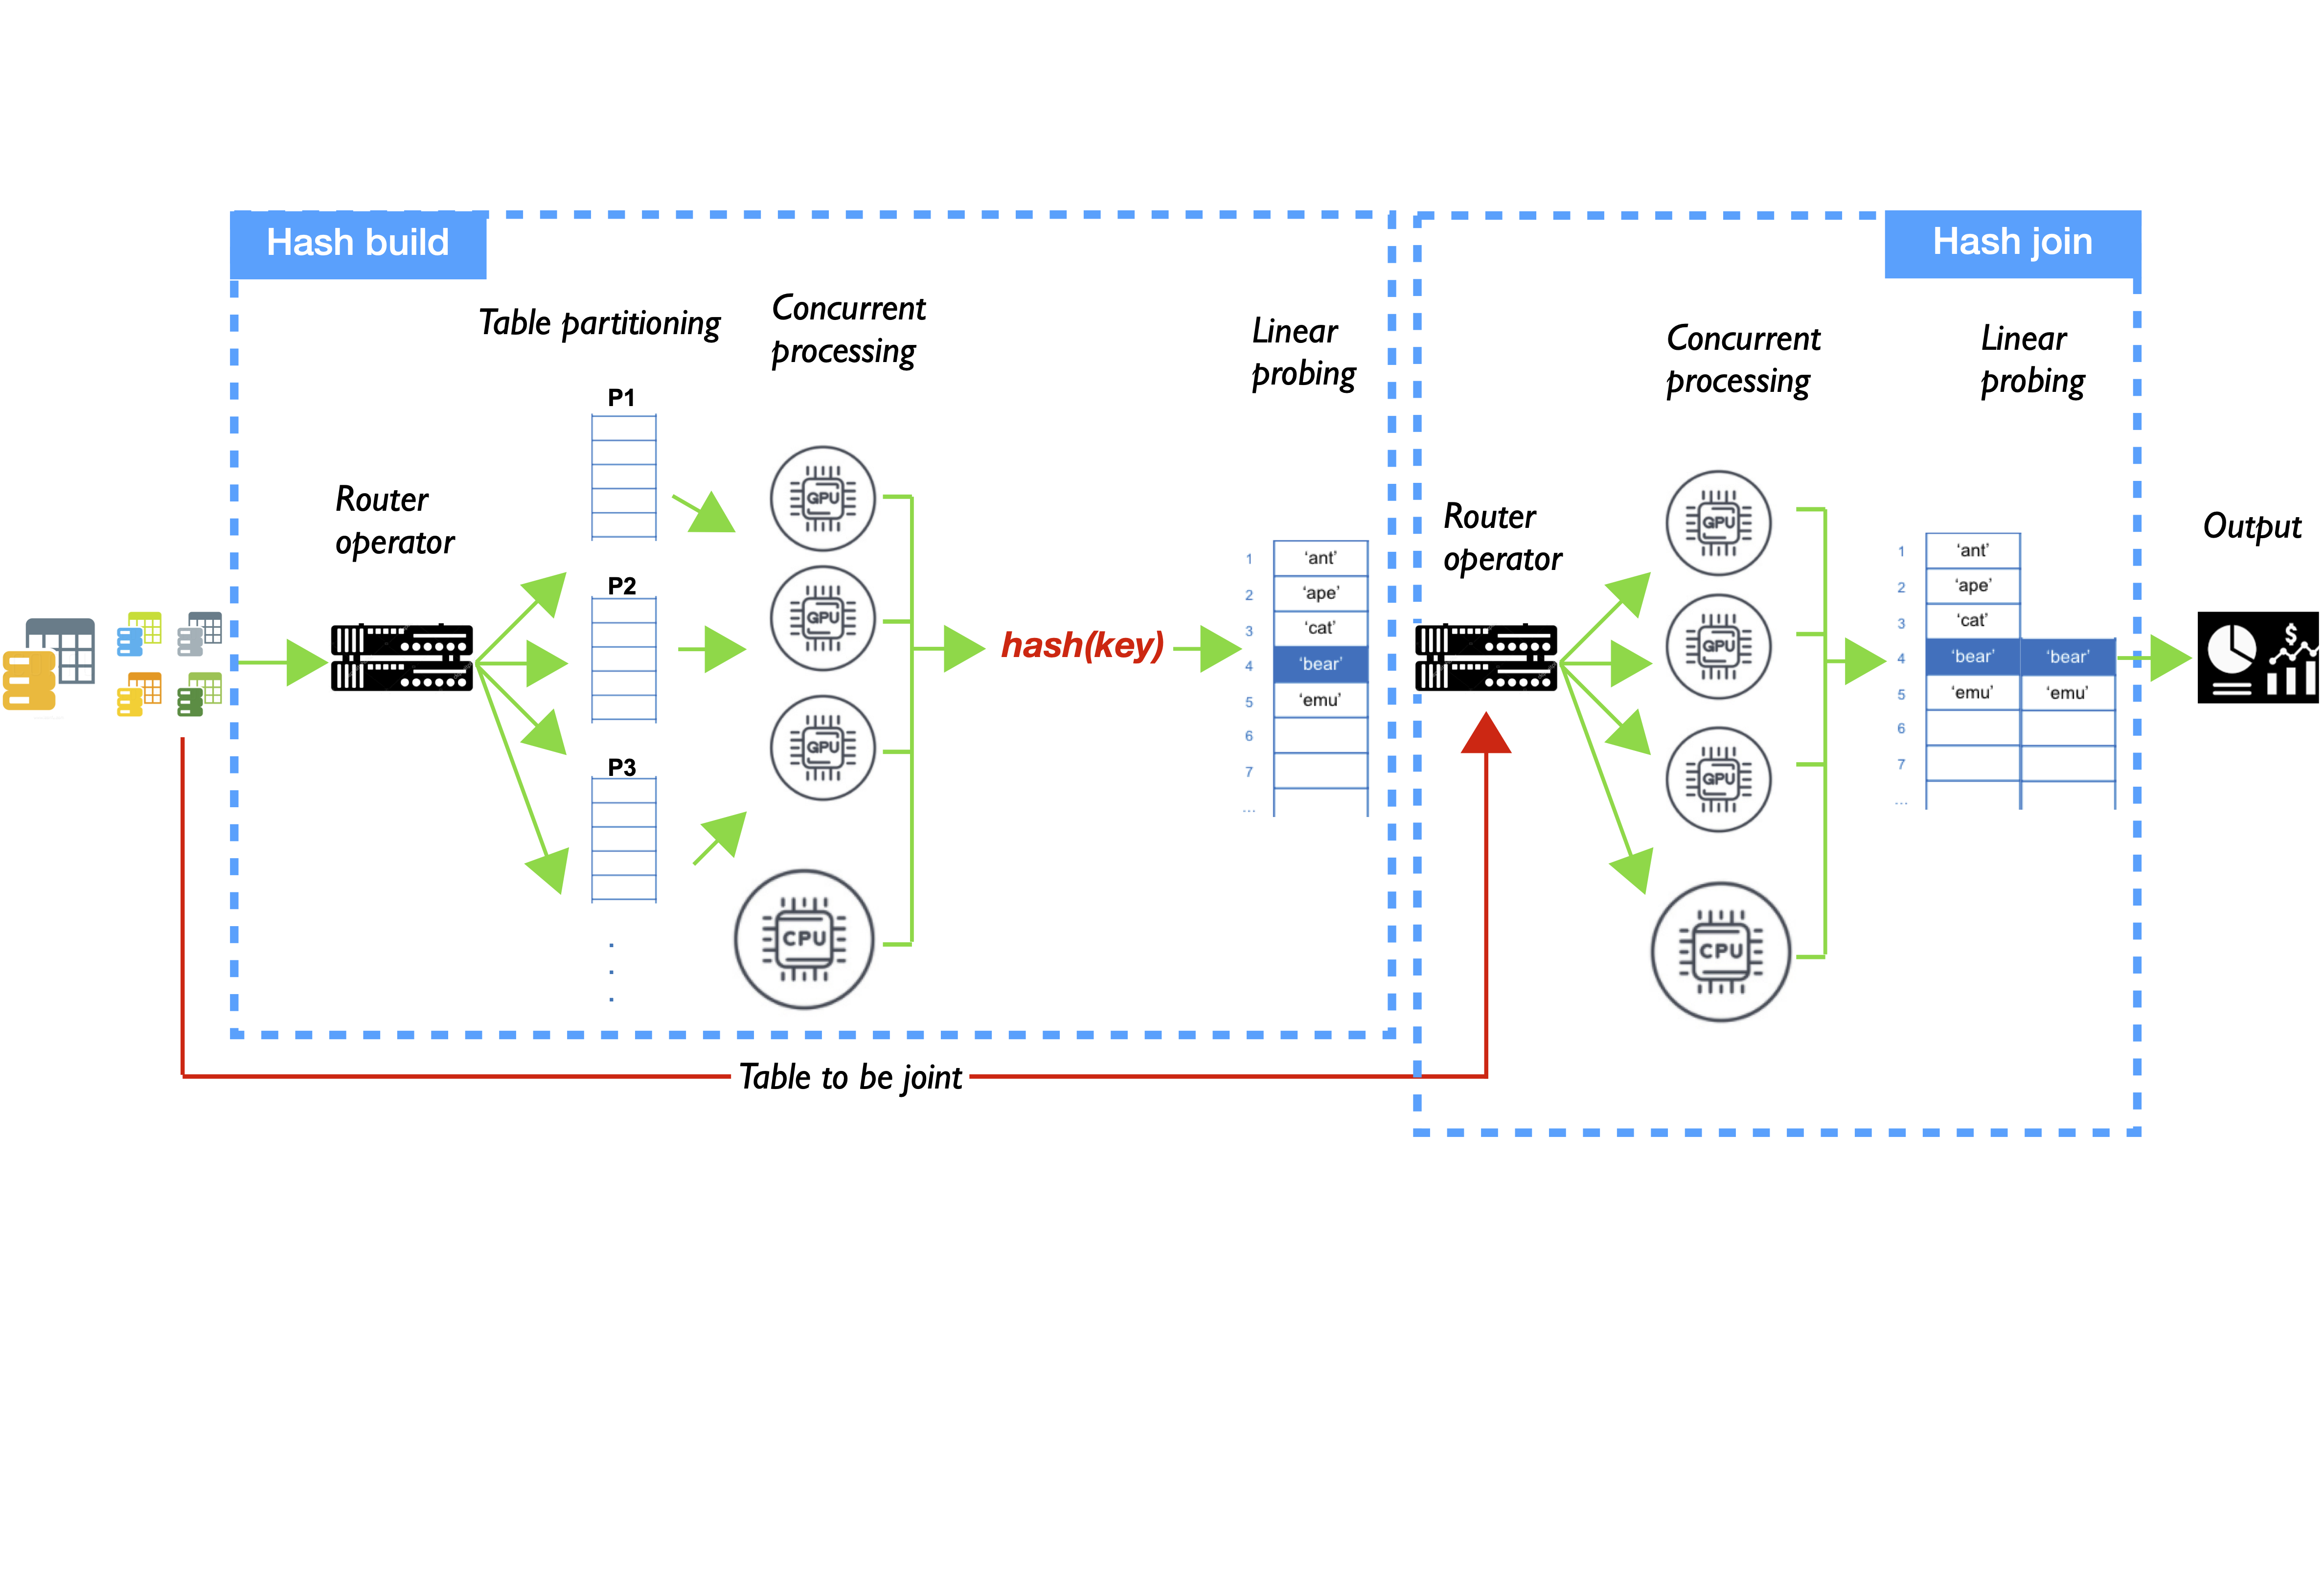 Hash build
Hash join
Table partitioning
Concurrent
processing
Linear
probing
Concurrent
processing
Linear
probing
Router
operator
P1
P2
P3
.
.
.
GPU
GPU
GPU
CPU
hash(key)
1 ‘ant’
2 ‘ape’
3 ‘cat’
4 ‘bear’
5 ‘emu’
6
7
...
Router
operator
GPU
GPU
GPU
CPU
1 ‘ant’
2 ‘ape’
3 ‘cat’
4 ‘bear’ ‘bear’
5 ‘emu’ ‘emu’
6
7
...
Output
$
Table to be joint